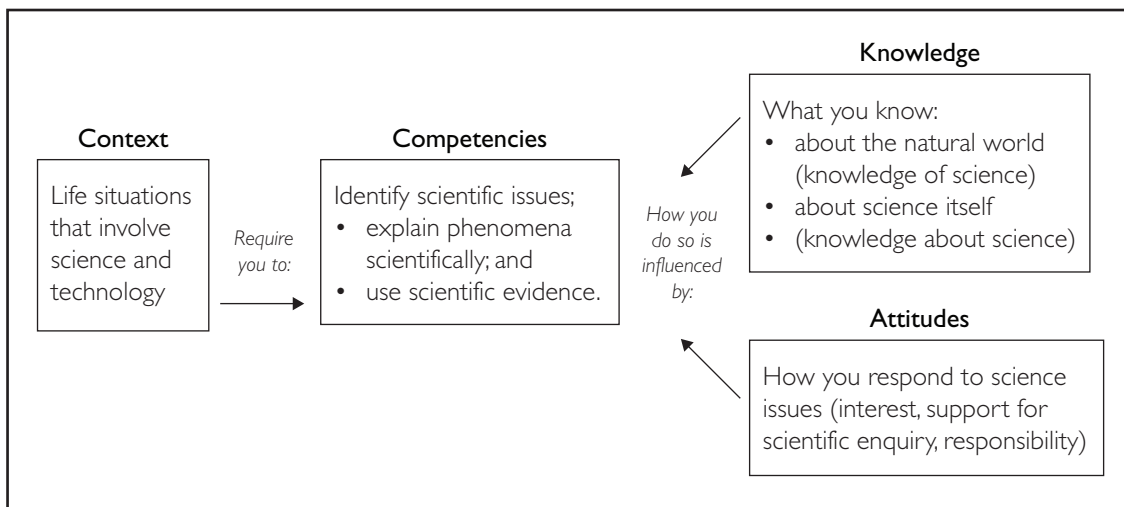 Context
Life situations
that involve
science and
technology
Require
you to:
Competencies
Identify scientific issues;
• explain phenomena
scientifically; and
• use scientific evidence.
How you
do so is
influenced
by:
Knowledge
What you know:
• about the natural world
(knowledge of science)
• about science itself
• (knowledge about science)
Attitudes
How you respond to science
issues (interest, support for
scientific enquiry, responsibility)